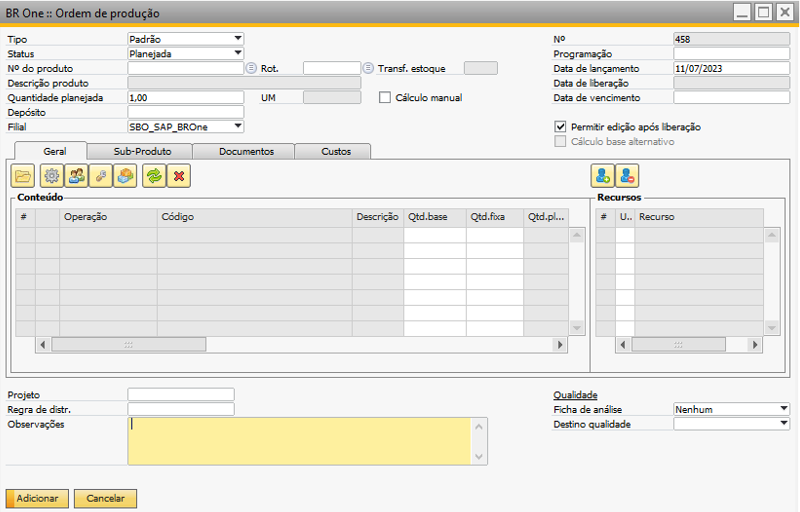 BR One :: Ordem de produção
Tipo Padrão Nº 458
Status Planejada Programação
Nº do produto Rot. Transf. estoque Data de lançamento 11/07/2023
Descrição produto Data de liberação
Quantidade planejada 1,00 UM Cálculo manual Data de vencimento
Depósito
Filial SBO_SAP_BROne Permitir edição após liberação
Cálculo base alternativo
Geral Sub-Produto Documentos Custos
Conteúdo Recursos
# Operação Código Descrição Qtd.base Qtd.fixa Qtd.pl... # U.. Recurso
Projeto Qualidade
Regra de distr. Ficha de análise Nenhum
Observações Destino qualidade
Adicionar Cancelar